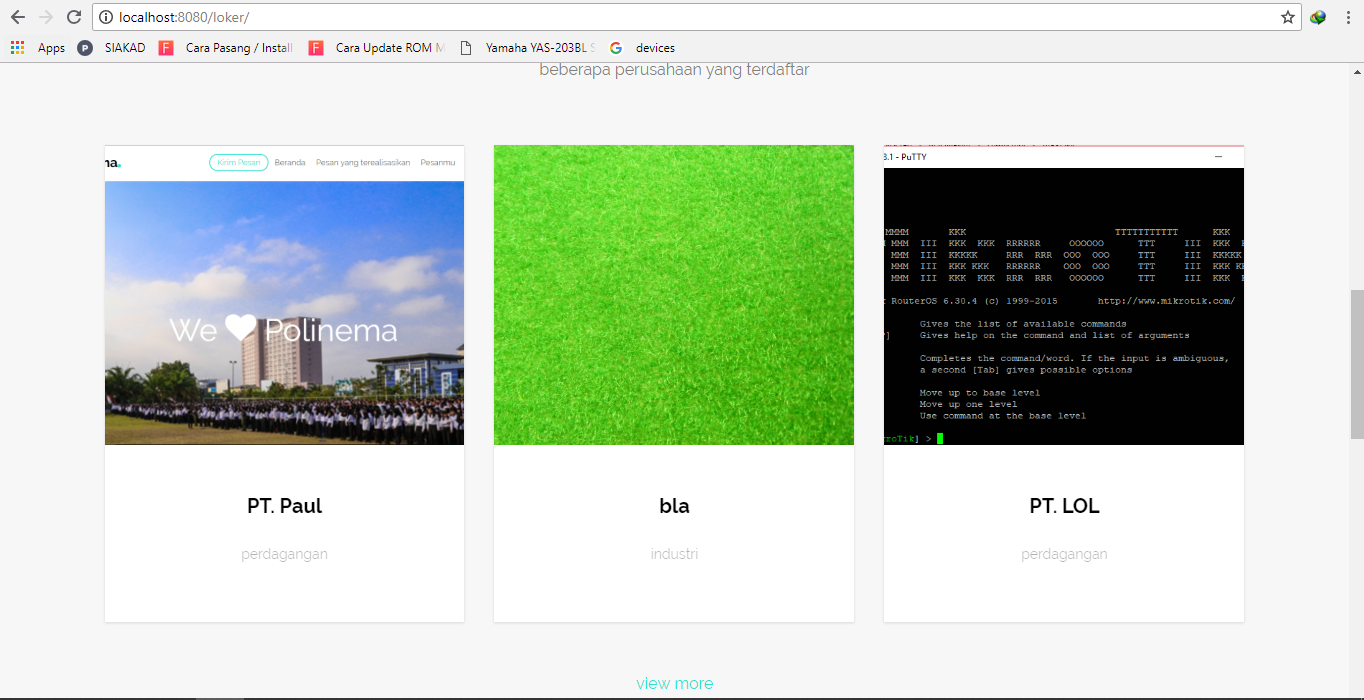 localhost:8080/loker/
Apps SIAKAD Cara Pasang / Install Cara Update ROM M Yamaha YAS-203BL S devices
beberapa perusahaan yang terdaftar
na. Kirim Pesan Beranda Pesan yang terealisasikan Pesanmu
We Polinema
PT. Paul
perdagangan
bla
industri
3.1 - PuTTY
MMMM KKK TTTTTTTTTTT KKK
MMM III KKK KKK RRRRRR OOOOOO TTT III KKK K
MMM III KKKKK RRR RRR OOO OOO TTT III KKKKK
MMM III KKK KKK RRRRRR OOO OOO TTT III KKK KK
MMM III KKK KKK RRR RRR OOOOOO TTT III KKK K
RouterOS 6.30.4 (c) 1999-2015 http://www.mikrotik.com/
Gives the list of available commands
] Gives help on the command and list of arguments
Completes the command/word. If the input is ambiguous,
a second [Tab] gives possible options
Move up to base level
Move up one level
Use command at the base level
kroTik] >
PT. LOL
perdagangan
view more